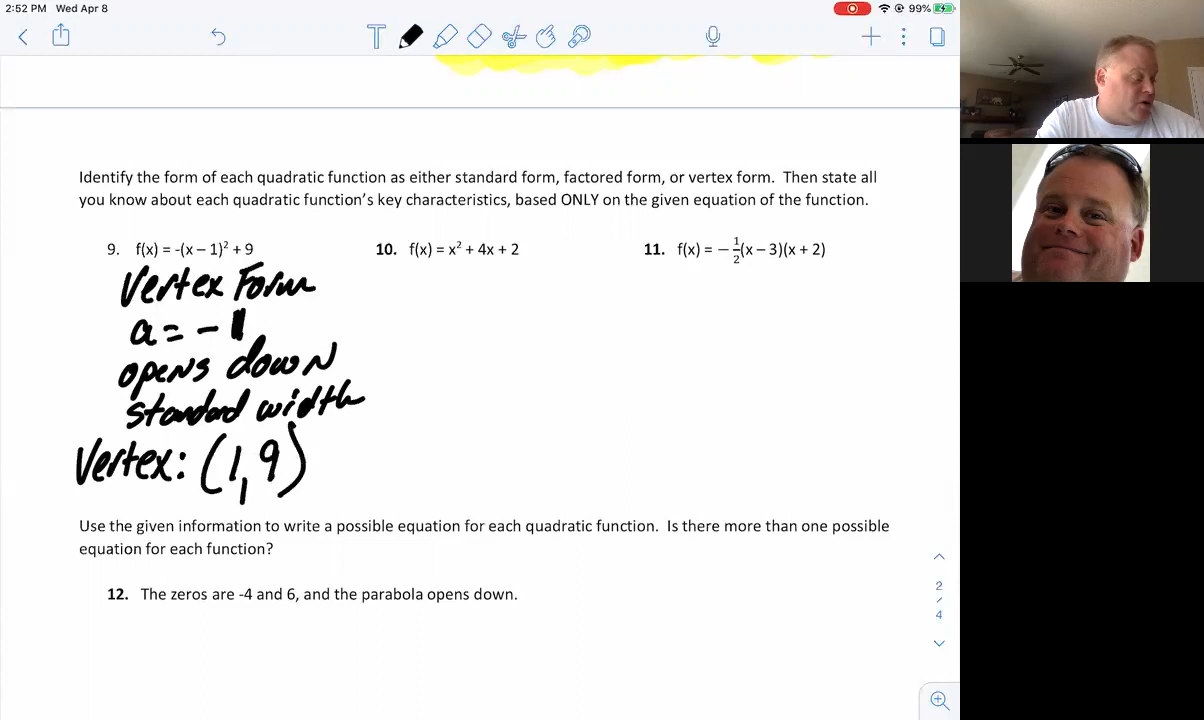 2:52 PM Wed Apr 8
99%
Identify the form of each quadratic function as either standard form, factored form, or vertex form. Then state all
you know about each quadratic function's key characteristics, based ONLY on the given equation of the function.
9. f(x) = -(x – 1)² + 9
10. f(x) = x² + 4x + 2
11. f(x) = −½(x – 3)(x + 2)
Vertex Form
a = -1
opens down
standard width
Vertex: (1,9)
Use the given information to write a possible equation for each quadratic function. Is there more than one possible
equation for each function?
12. The zeros are -4 and 6, and the parabola opens down.
2
/
4